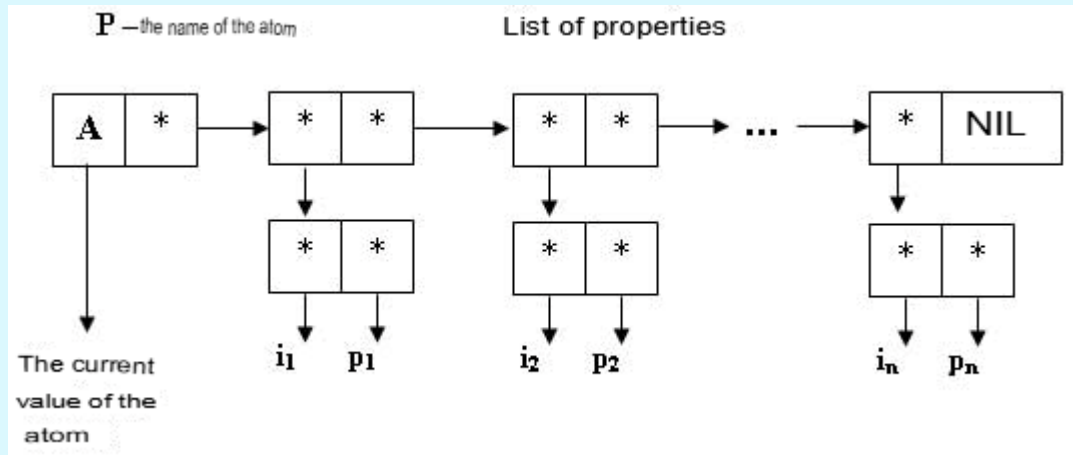 P – the name of the atom
List of properties
A * * * * * ... * NIL
* * * * * *
i1 p1 i2 p2 in pn
The current
value of the
atom